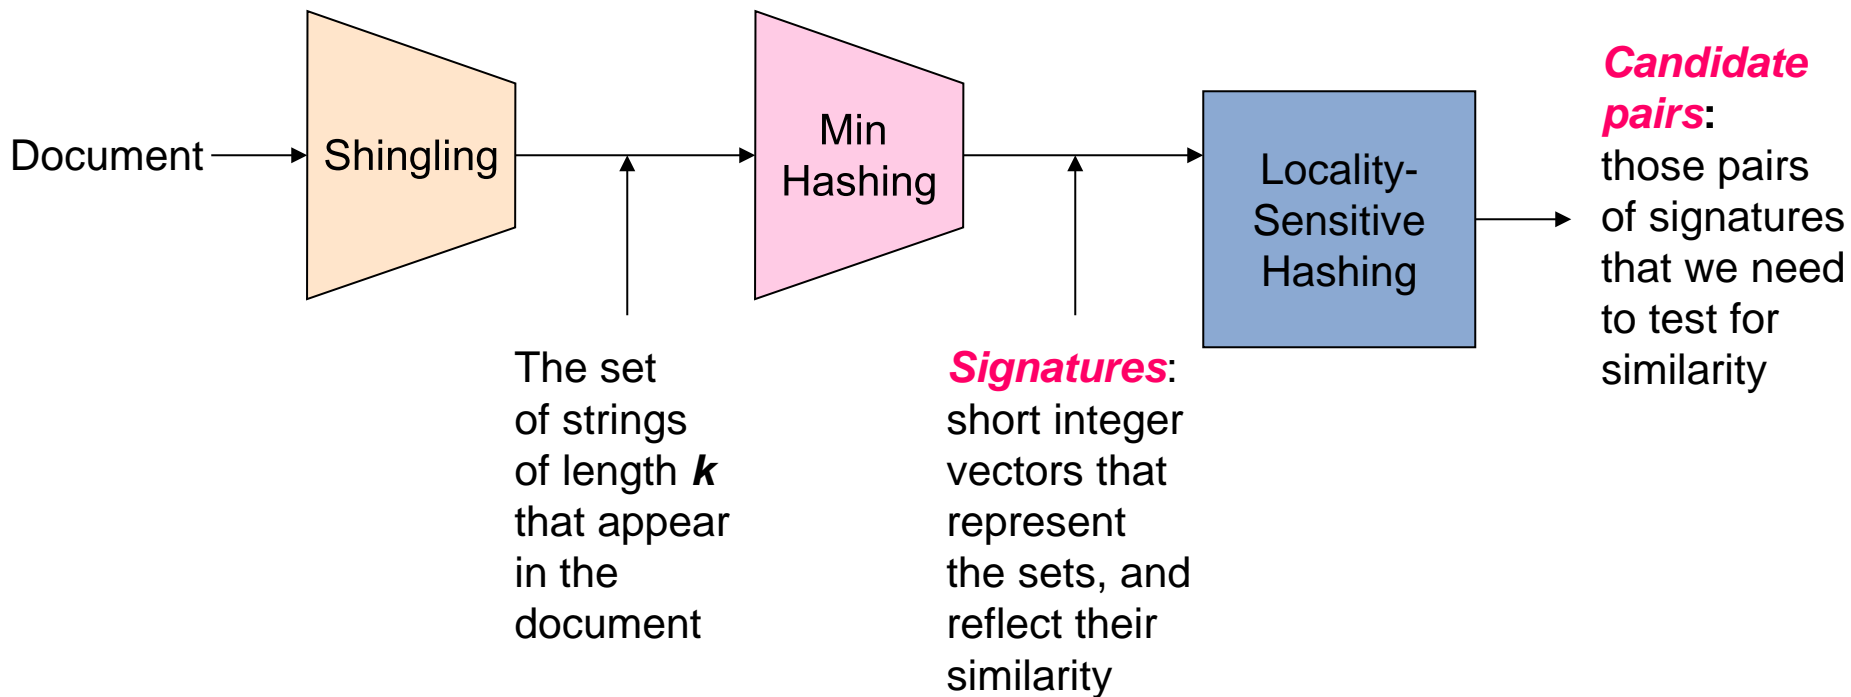 Document
Shingling
Min
Hashing
Locality-
Sensitive
Hashing
Candidate
pairs:
those pairs
of signatures
that we need
to test for
similarity
The set
of strings
of length k
that appear
in the
document
Signatures:
short integer
vectors that
represent
the sets, and
reflect their
similarity